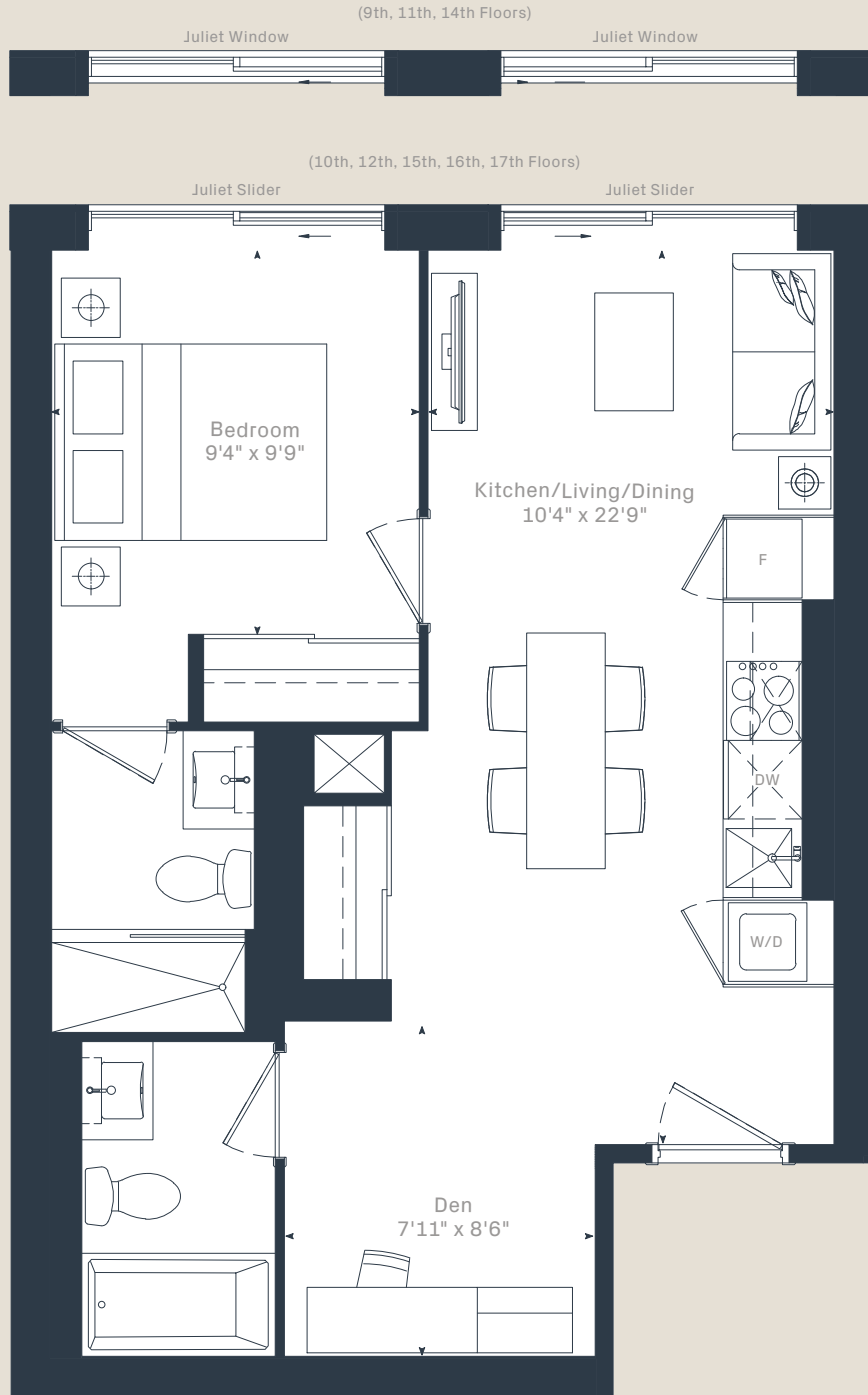 (9th, 11th, 14th Floors)
Juliet Window
Juliet Window
(10th, 12th, 15th, 16th, 17th Floors)
Juliet Slider
Juliet Slider
Bedroom
9'4" x 9'9"
Kitchen/Living/Dining
10'4" x 22'9"
F
DW
W/D
Den
7'11" x 8'6"